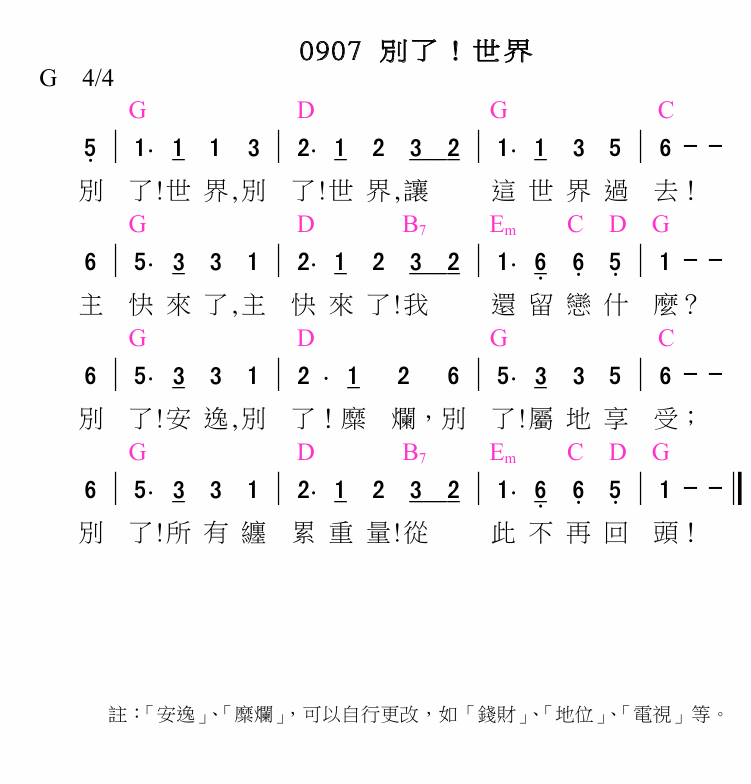 0907 別了！世界
G 4/4
G D G C
5̣ | 1· 1̲ 1 3 | 2· 1̲ 2 3̲ 2̲ | 1· 1̲ 3 5 | 6 - -
別 了!世界,別 了!世界,讓 這世界過 去!
G D B7 Em C D G
6 | 5· 3̲ 3 1 | 2· 1̲ 2 3̲ 2̲ | 1· 6̲̣ 6̣ 5̣ | 1 - -
主 快來了,主 快來了!我 還留戀什 麼?
G D G C
6 | 5· 3̲ 3 1 | 2 · 1̲ 2 6 | 5· 3̲ 3 5 | 6 - -
別 了!安逸,別 了!糜爛，別 了!屬地享 受；
G D B7 Em C D G
6 | 5· 3̲ 3 1 | 2· 1̲ 2 3̲ 2̲ | 1· 6̲̣ 6̣ 5̣ | 1 - - ‖
別 了!所有纏 累重量!從 此不再回 頭!
註：「安逸」、「糜爛」，可以自行更改，如「錢財」、「地位」、「電視」等。